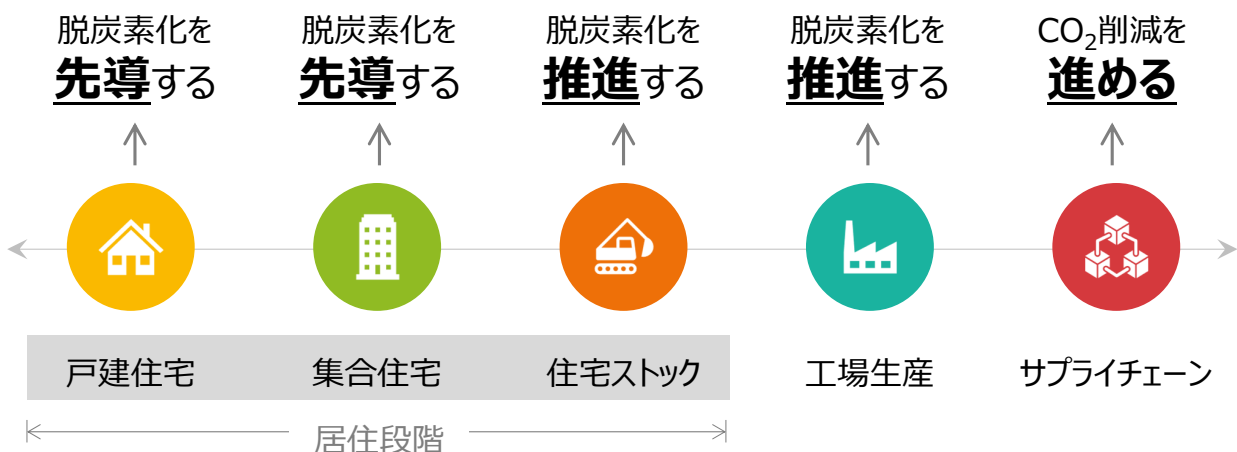 脱炭素化を
先導する
脱炭素化を
先導する
脱炭素化を
推進する
脱炭素化を
推進する
CO₂削減を
進める
戸建住宅
集合住宅
住宅ストック
工場生産
サプライチェーン
居住段階